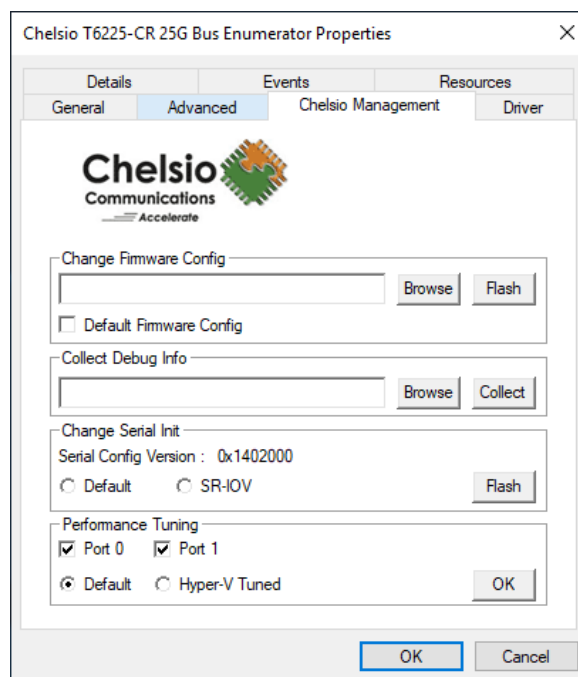 Chelsio T6225-CR 25G Bus Enumerator Properties
Details Events Resources
General Advanced Chelsio Management Driver
Chelsio
Communications
Accelerate
Change Firmware Config
Browse Flash
Default Firmware Config
Collect Debug Info
Browse Collect
Change Serial Init
Serial Config Version : 0x1402000
Default SR-IOV Flash
Performance Tuning
Port 0 Port 1
Default Hyper-V Tuned OK
OK Cancel